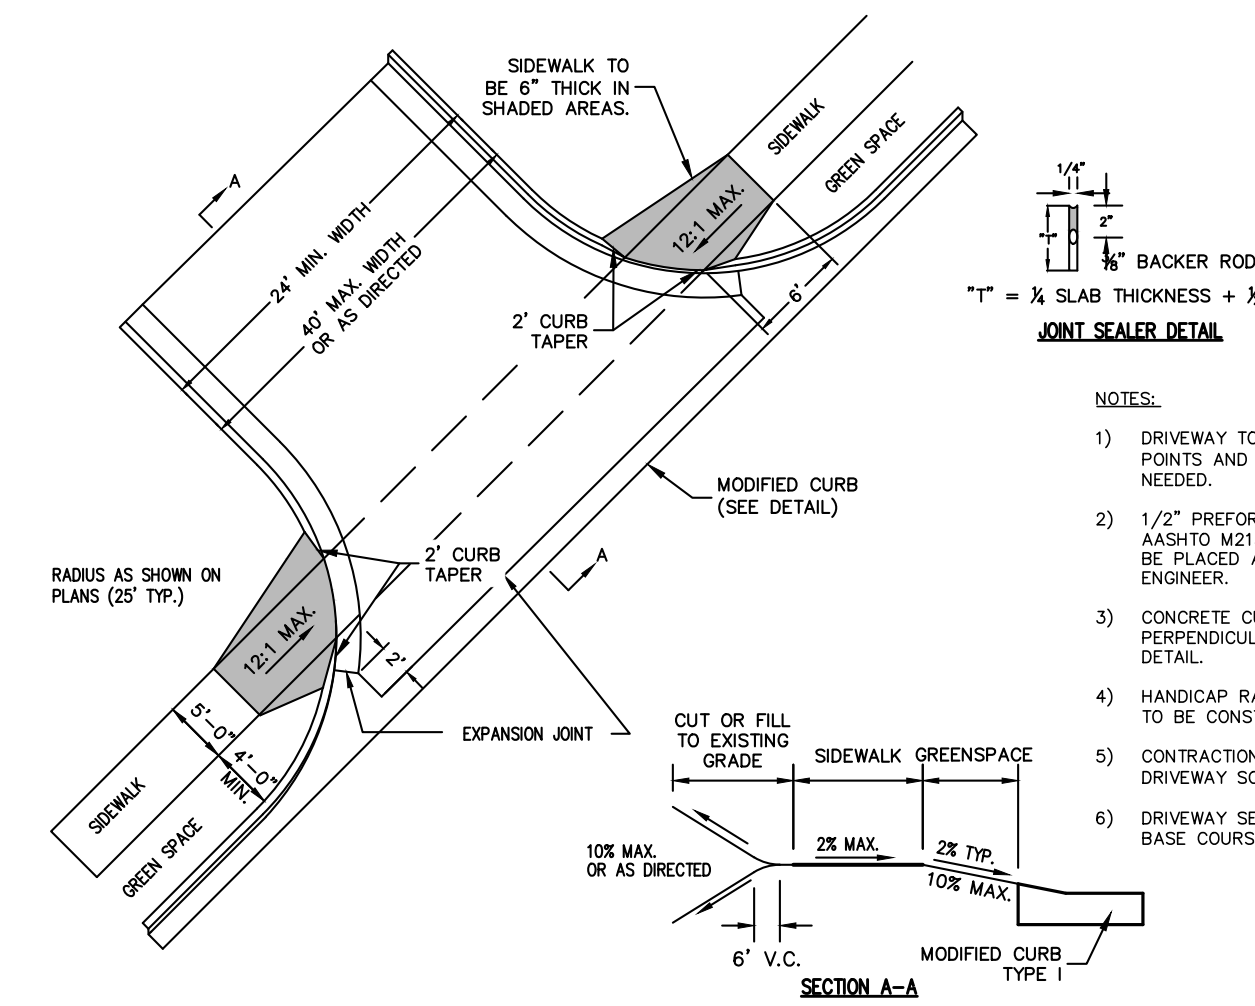 SIDEWALK TO
BE 6" THICK IN
SHADED AREAS.
SIDEWALK
GREEN SPACE
A
12:1 MAX.
24' MIN. WIDTH
40' MAX. WIDTH
OR AS DIRECTED
2' CURB
TAPER
6'
MODIFIED CURB
(SEE DETAIL)
A
2' CURB
TAPER
RADIUS AS SHOWN ON
PLANS (25' TYP.)
12:1 MAX.
2'
EXPANSION JOINT
5'-0"
4'-0"
MIN.
SIDEWALK
GREEN SPACE
1/4"
"T"
2"
⅜" BACKER ROD
"T" = ¼ SLAB THICKNESS +
JOINT SEALER DETAIL
NOTES:
1) DRIVEWAY TO
POINTS AND
NEEDED.
2) 1/2" PREFOR
AASHTO M21
BE PLACED A
ENGINEER.
3) CONCRETE CU
PERPENDICUL
DETAIL.
4) HANDICAP RA
TO BE CONST
5) CONTRACTION
DRIVEWAY SC
6) DRIVEWAY SE
BASE COURS
CUT OR FILL
TO EXISTING
GRADE
SIDEWALK
GREENSPACE
10% MAX.
OR AS DIRECTED
2% MAX.
2% TYP.
10% MAX.
6' V.C.
MODIFIED CURB
TYPE I
SECTION A-A